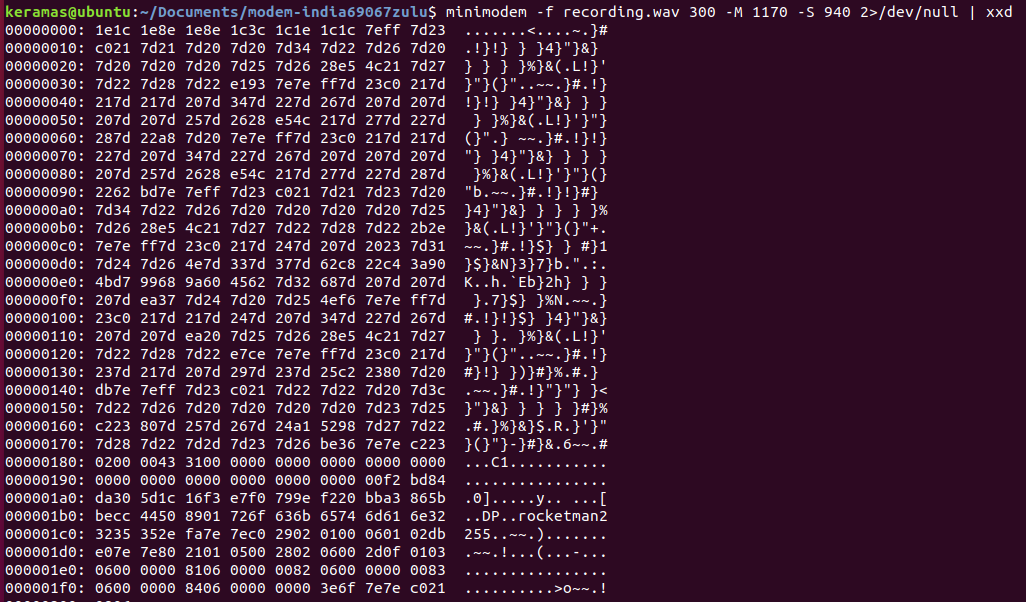 keramas@ubuntu:~/Documents/modem-india69067zulu$ minimodem -f recording.wav 300 -M 1170 -S 940 2>/dev/null | xxd
00000000: 1e1c 1e8e 1e8e 1c3c 1c1e 1c1c 7eff 7d23  .......<....~.}#
00000010: c021 7d21 7d20 7d20 7d34 7d22 7d26 7d20  .!}!} } }4}"}&}
00000020: 7d20 7d20 7d20 7d25 7d26 28e5 4c21 7d27  } } } }%}&(.L!}'
00000030: 7d22 7d28 7d22 e193 7e7e ff7d 23c0 217d  }"}(}"..~~.}#.!}
00000040: 217d 217d 207d 347d 227d 267d 207d 207d  !}!} }4}"}&} } }
00000050: 207d 207d 257d 2628 e54c 217d 277d 227d   } }%}&(.L!}'}"}
00000060: 287d 22a8 7d20 7e7e ff7d 23c0 217d 217d  (}".} ~~.}#.!}!}
00000070: 227d 207d 347d 227d 267d 207d 207d 207d  "} }4}"}&} } } }
00000080: 207d 257d 2628 e54c 217d 277d 227d 287d   }%}&(.L!}'}"}(}
00000090: 2262 bd7e 7eff 7d23 c021 7d21 7d23 7d20  "b.~~.}#.!}!}#}
000000a0: 7d34 7d22 7d26 7d20 7d20 7d20 7d20 7d25  }4}"}&} } } } }%
000000b0: 7d26 28e5 4c21 7d27 7d22 7d28 7d22 2b2e  }&(.L!}'}"}(}"+.
000000c0: 7e7e ff7d 23c0 217d 247d 207d 2023 7d31  ~~.}#.!}$} } #}1
000000d0: 7d24 7d26 4e7d 337d 377d 62c8 22c4 3a90  }$}&N}3}7}b.".:.
000000e0: 4bd7 9968 9a60 4562 7d32 687d 207d 207d  K..h.`Eb}2h} } }
000000f0: 207d ea37 7d24 7d20 7d25 4ef6 7e7e ff7d   }.7}$} }%N.~~.}
00000100: 23c0 217d 217d 247d 207d 347d 227d 267d  #.!}!}$} }4}"}&}
00000110: 207d 207d ea20 7d25 7d26 28e5 4c21 7d27   } }. }%}&(.L!}'
00000120: 7d22 7d28 7d22 e7ce 7e7e ff7d 23c0 217d  }"}(}"..~~.}#.!}
00000130: 237d 217d 207d 297d 237d 25c2 2380 7d20  #}!} })}#}%.#.}
00000140: db7e 7eff 7d23 c021 7d22 7d22 7d20 7d3c  .~~.}#.!}"}"} }<
00000150: 7d22 7d26 7d20 7d20 7d20 7d20 7d23 7d25  }"}&} } } } }#}%
00000160: c223 807d 257d 267d 24a1 5298 7d27 7d22  .#.}%}&}$.R.}'}"
00000170: 7d28 7d22 7d2d 7d23 7d26 be36 7e7e c223  }(}"}-}#}&.6~~.#
00000180: 0200 0043 3100 0000 0000 0000 0000 0000  ...C1...........
00000190: 0000 0000 0000 0000 0000 0000 00f2 bd84  ................
000001a0: da30 5d1c 16f3 e7f0 799e f220 bba3 865b  .0].....y.. ...[
000001b0: becc 4450 8901 726f 636b 6574 6d61 6e32  ..DP..rocketman2
000001c0: 3235 352e fa7e 7ec0 2902 0100 0601 02db  255..~~.).......
000001d0: e07e 7e80 2101 0500 2802 0600 2d0f 0103  .~~.!...(...-...
000001e0: 0600 0000 8106 0000 0082 0600 0000 0083  ................
000001f0: 0600 0000 8406 0000 0000 3e6f 7e7e c021  ..........>o~~.!